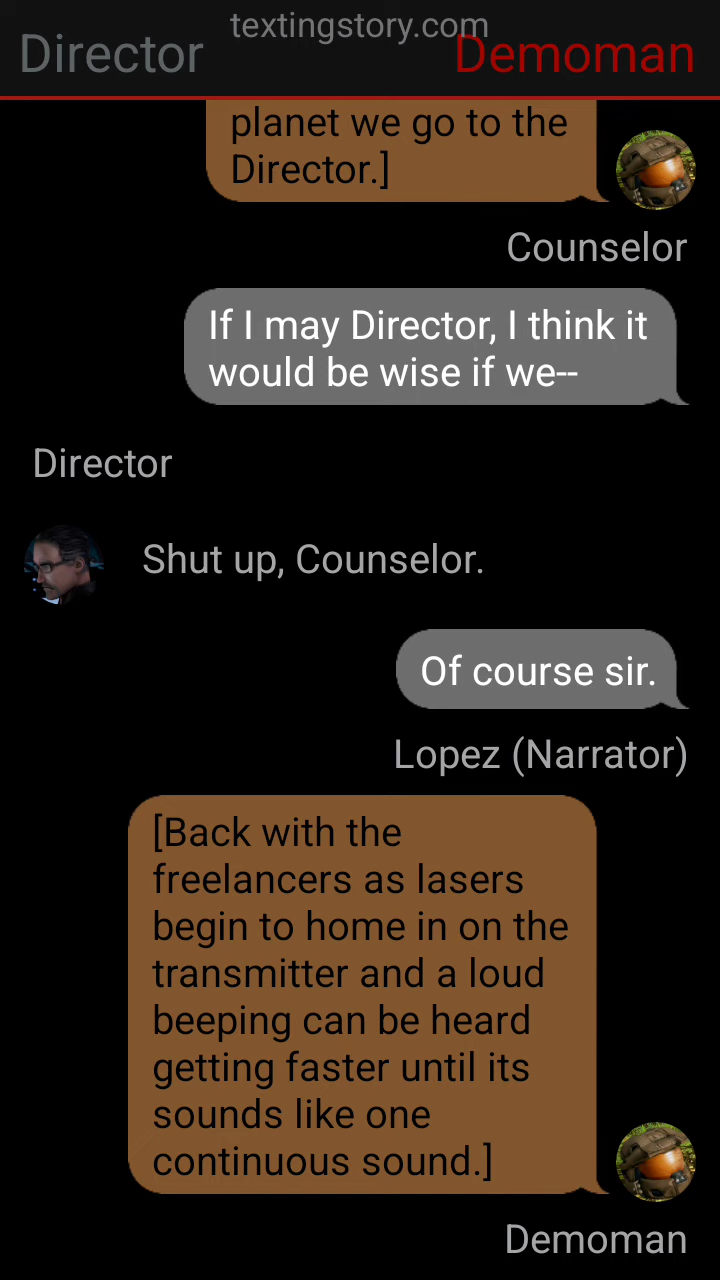 textingstory.com
Director
Demoman
planet we go to the
Director.]
Counselor
If I may Director, I think it
would be wise if we--
Director
Shut up, Counselor.
Of course sir.
Lopez (Narrator)
[Back with the
freelancers as lasers
begin to home in on the
transmitter and a loud
beeping can be heard
getting faster until its
sounds like one
continuous sound.]
Demoman